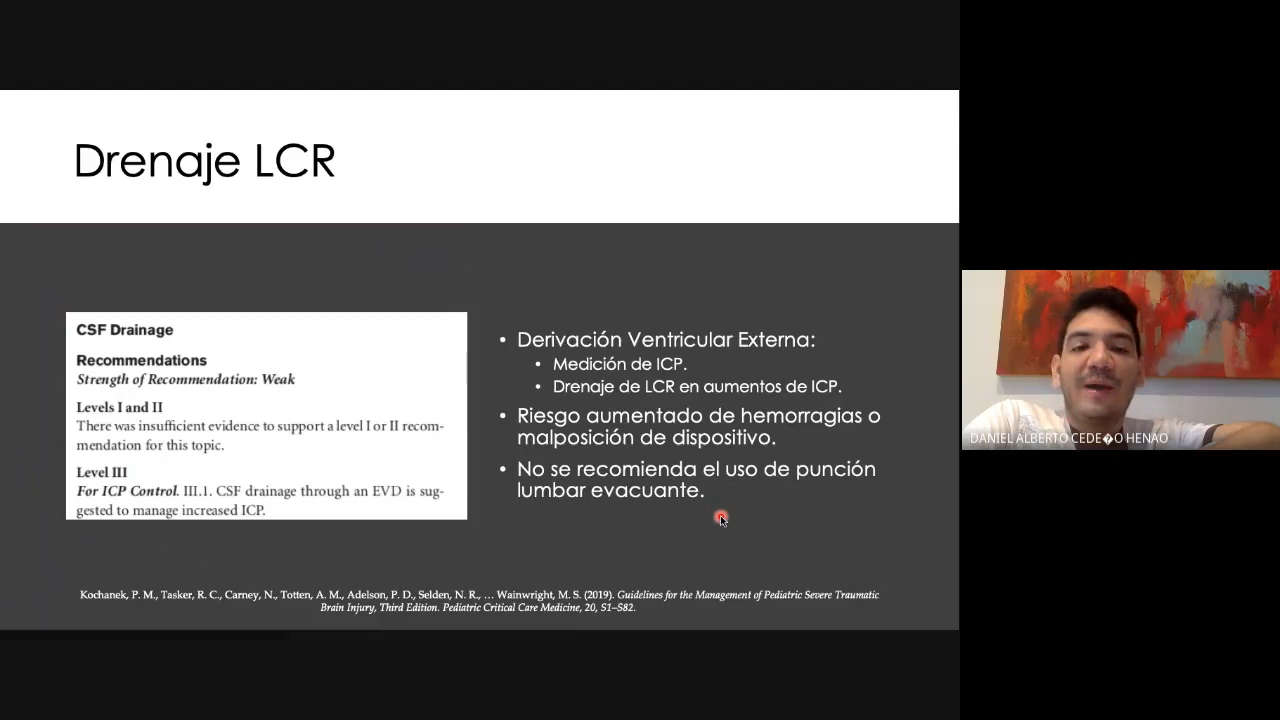 Drenaje LCR
CSF Drainage
Recommendations
Strength of Recommendation: Weak
Levels I and II
There was insufficient evidence to support a level I or II recom-
mendation for this topic.
Level III
For ICP Control. III.1. CSF drainage through an EVD is sug-
gested to manage increased ICP.
• Derivación Ventricular Externa:
• Medición de ICP.
• Drenaje de LCR en aumentos de ICP.
• Riesgo aumentado de hemorragias o
malposición de dispositivo.
• No se recomienda el uso de punción
lumbar evacuante.
Kochanek, P. M., Tasker, R. C., Carney, N., Totten, A. M., Adelson, P. D., Selden, N. R., … Wainwright, M. S. (2019). Guidelines for the Management of Pediatric Severe Traumatic
Brain Injury, Third Edition. Pediatric Critical Care Medicine, 20, S1–S82.
DANIEL ALBERTO CEDE�O HENAO